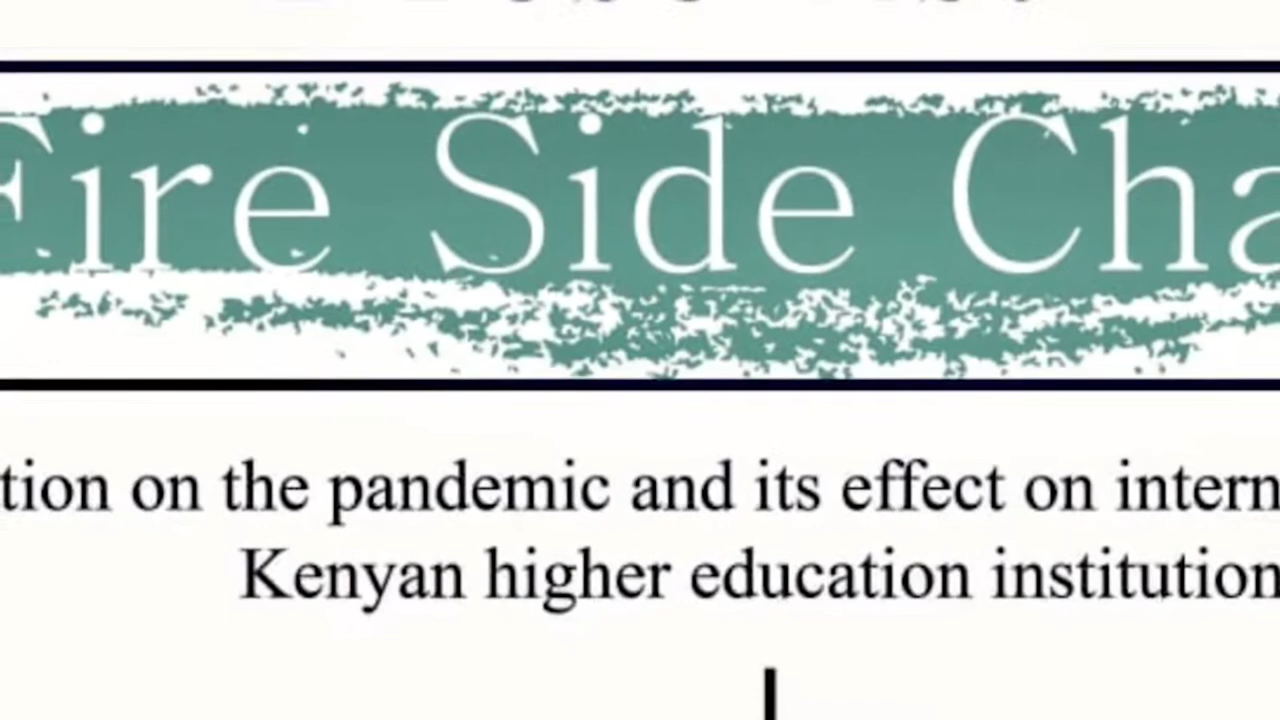 Fire Side Cha
tion on the pandemic and its effect on intern
Kenyan higher education institution